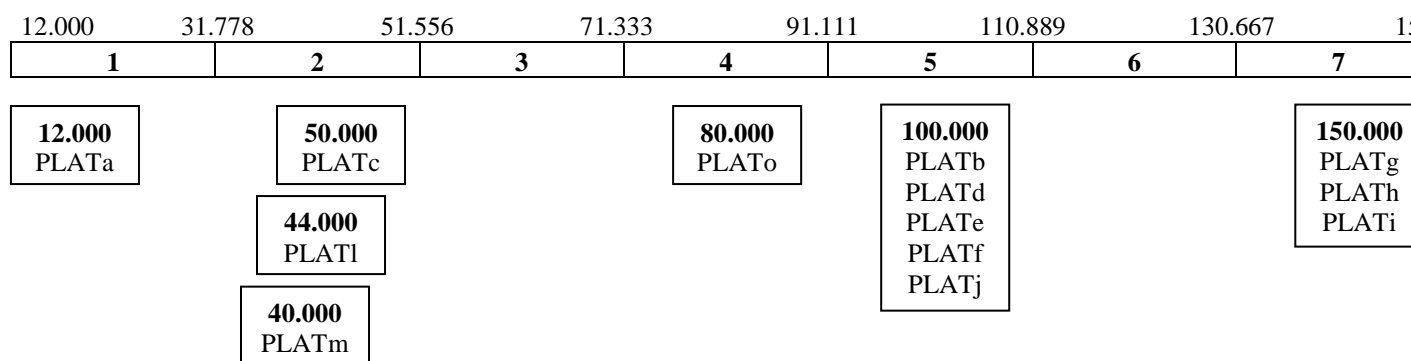 12.000 31.778 51.556 71.333 91.111 110.889 130.667
1 2 3 4 5 6 7
12.000
PLATa
50.000
PLATc
44.000
PLATl
40.000
PLATm
80.000
PLATo
100.000
PLATb
PLATd
PLATe
PLATf
PLATj
150.000
PLATg
PLATh
PLATi